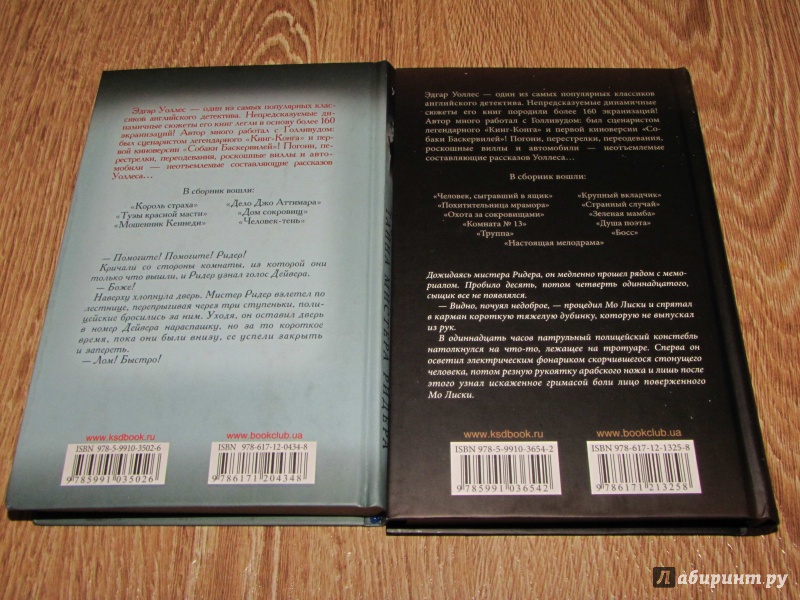 Эдгар Уоллес — один из самых популярных клас-
сиков английского детектива. Непредсказуемые ди-
намичные сюжеты его книг легли в основу более 160
экранизаций! Автор много работал с Голливудом:
был сценаристом легендарного «Кинг-Конга» и пер-
вой киноверсии «Собаки Баскервилей»! Погони, пе-
рестрелки, переодевания, роскошные виллы и авто-
мобили — неотъемлемые составляющие рассказов
Уоллеса…
В сборник вошли:
«Король страха»
«Тузы красной масти»
«Мошенник Кеннеди»
«Дело Джо Аттимара»
«Дом сокровищ»
«Человек-тень»
— Помогите! Помогите! Ридер!
Кричали со стороны комнаты, из которой они
только что вышли, и Ридер узнал голос Дейвера.
— Боже!
Наверху хлопнула дверь. Мистер Ридер взлетел по
лестнице, перепрыгивая через три ступеньки, поли-
цейские бросились за ним. Уходя, он оставил дверь
в номер Дейвера нараспашку, но за то короткое
время, пока они были внизу, ее успели закрыть
и запереть.
— Лом! Быстро!
www.ksdbook.ru
www.bookclub.ua
ISBN 978-5-9910-3502-6
ISBN 978-617-12-0434-8
9 785991 035026
9 786171 204348
МИСТЕРА РИДЕРА
Эдгар Уоллес — один из самых популярных классиков
английского детектива. Непредсказуемые динамичные
сюжеты его книг породили более 160 экранизаций!
Автор много работал с Голливудом: был сценаристом
легендарного «Кинг-Конга» и первой киноверсии «Со-
баки Баскервилей»! Погони, перестрелки, переодевания,
роскошные виллы и автомобили — неотъемлемые
составляющие рассказов Уоллеса…
В сборник вошли:
«Человек, сыгравший в ящик»
«Похитительница мрамора»
«Охота за сокровищами»
«Комната № 13»
«Труппа»
«Крупный вкладчик»
«Странный случай»
«Зеленая мамба»
«Душа поэта»
«Босс»
«Настоящая мелодрама»
Дожидаясь мистера Ридера, он медленно прошел рядом с мемо-
риалом. Пробило десять, потом четверть одиннадцатого,
сыщик все не появлялся.
— Видно, почуял недоброе, — процедил Мо Лиски и спрятал
в карман короткую тяжелую дубинку, которую не выпускал
из рук.
В одиннадцать часов патрульный полицейский констебль
натолкнулся на что-то, лежащее на тротуаре. Сперва он
осветил электрическим фонариком скорчившегося стонущего
человека, потом резную рукоятку арабского ножа и лишь после
этого узнал искаженное гримасой боли лицо поверженного
Мо Лиски.
www.ksdbook.ru
www.bookclub.ua
ISBN 978-5-9910-3654-2
ISBN 978-617-12-1325-8
9 785991 036542
9 786171 213258
Лабиринт.ру